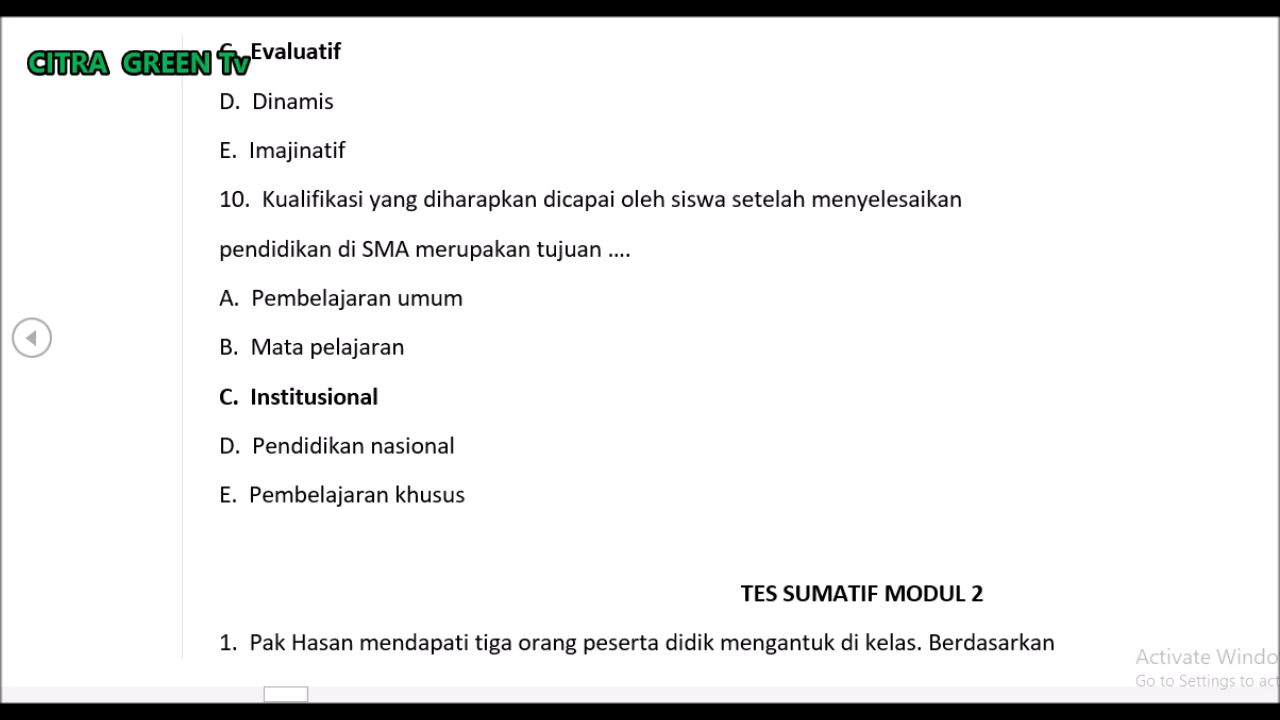 CITRA GREEN Tv
C. Evaluatif
D. Dinamis
E. Imajinatif
10. Kualifikasi yang diharapkan dicapai oleh siswa setelah menyelesaikan
pendidikan di SMA merupakan tujuan ....
A. Pembelajaran umum
B. Mata pelajaran
C. Institusional
D. Pendidikan nasional
E. Pembelajaran khusus
TES SUMATIF MODUL 2
1. Pak Hasan mendapati tiga orang peserta didik mengantuk di kelas. Berdasarkan
Activate Windo
Go to Settings to act